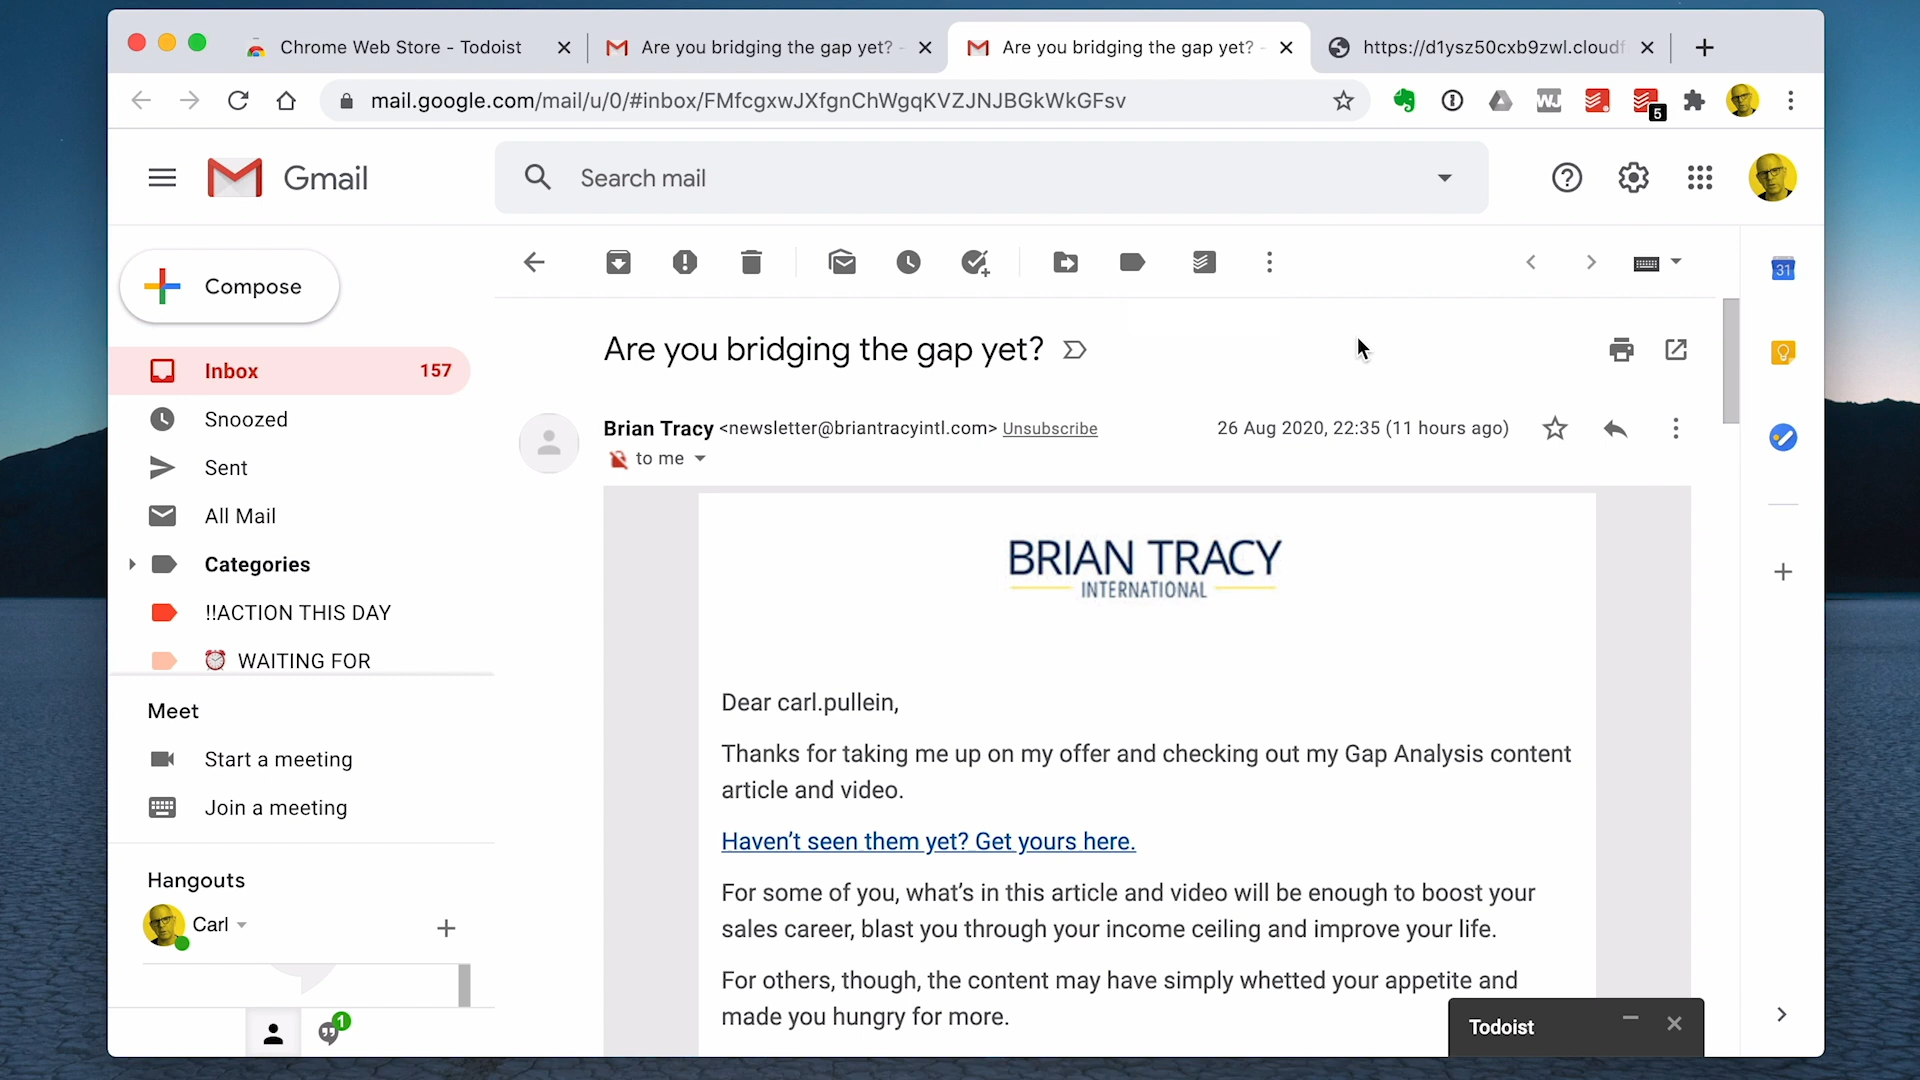 Chrome Web Store - Todoist
Are you bridging the gap yet? -
Are you bridging the gap yet? -
https://d1ysz50cxb9zwl.cloudf
mail.google.com/mail/u/0/#inbox/FMfcgxwJXfgnChWgqKVZJNJBGkWkGFsv
5
Gmail
Search mail
Compose
31
Inbox 157
Snoozed
Sent
All Mail
Categories
!!ACTION THIS DAY
WAITING FOR
Meet
Start a meeting
Join a meeting
Hangouts
Carl
1
Are you bridging the gap yet?
Brian Tracy <newsletter@briantracyintl.com> Unsubscribe
26 Aug 2020, 22:35 (11 hours ago)
to me
BRIAN TRACY
INTERNATIONAL
Dear carl.pullein,
Thanks for taking me up on my offer and checking out my Gap Analysis content
article and video.
Haven’t seen them yet? Get yours here.
For some of you, what’s in this article and video will be enough to boost your
sales career, blast you through your income ceiling and improve your life.
For others, though, the content may have simply whetted your appetite and
made you hungry for more.
Todoist